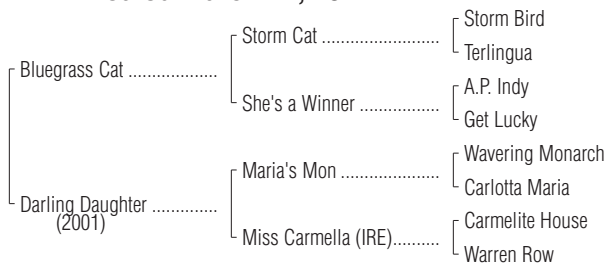 Storm Bird
Storm Cat ........................
Terlingua
Bluegrass Cat ..................
A.P. Indy
She's a Winner ................
Get Lucky
Wavering Monarch
Maria's Mon ....................
Carlotta Maria
Darling Daughter .............
(2001)
Carmelite House
Miss Carmella (IRE)..........
Warren Row